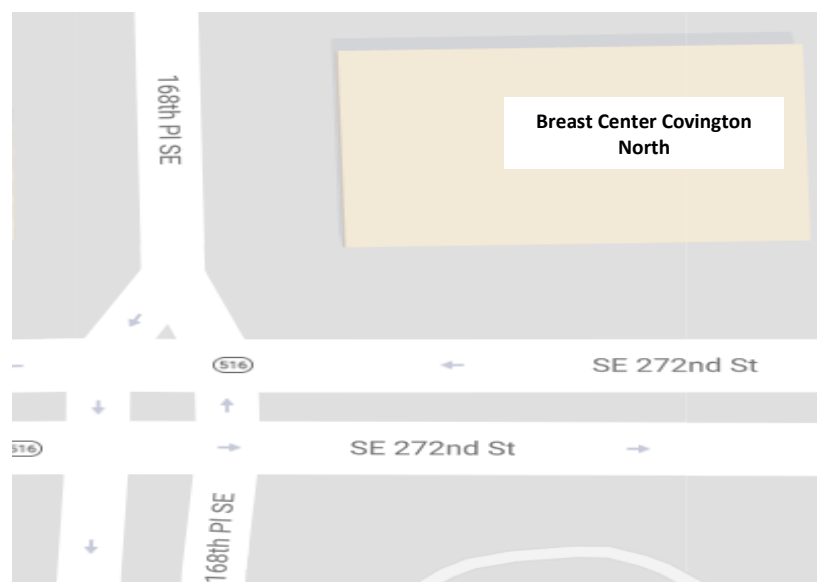 168th Pl SE
Breast Center Covington
North
516
SE 272nd St
516
SE 272nd St
168th Pl SE